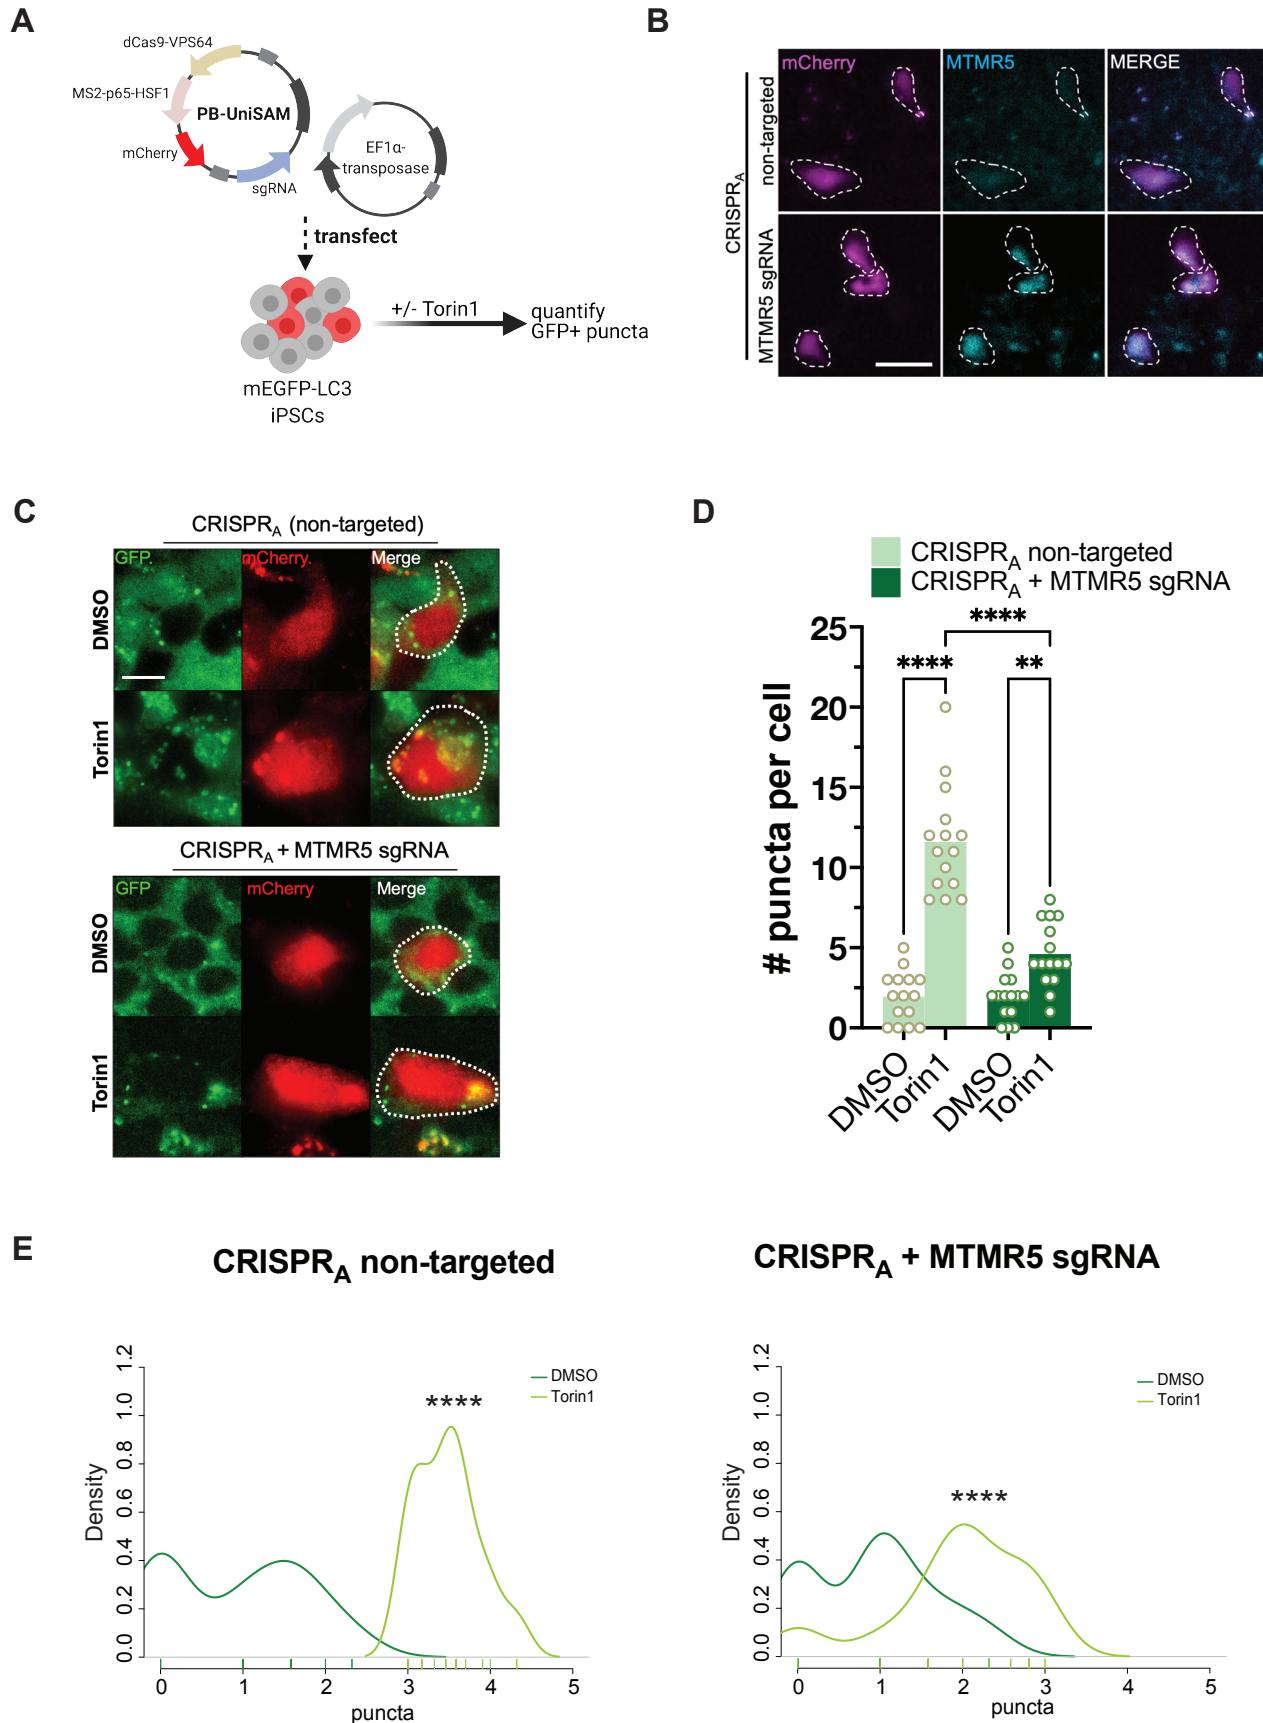 A
dCas9-VPS64
MS2-p65-HSF1
PB-UniSAM
mCherry
sgRNA
EF1α-
transposase
transfect
+/- Torin1
quantify
GFP+ puncta
mEGFP-LC3
iPSCs
B
mCherry
MTMR5
MERGE
CRISPRA
non-targeted
MTMR5 sgRNA
C
CRISPRA (non-targeted)
GFP.
mCherry.
Merge
DMSO
Torin1
CRISPRA + MTMR5 sgRNA
GFP
mCherry
Merge
DMSO
Torin1
D
CRISPRA non-targeted
CRISPRA + MTMR5 sgRNA
****
**** **
# puncta per cell
25
20
15
10
5
0
DMSO
Torin1
DMSO
Torin1
E
CRISPRA non-targeted
DMSO
Torin1
****
Density
1.2
1.0
0.8
0.6
0.4
0.2
0.0
0 1 2 3 4 5
puncta
CRISPRA + MTMR5 sgRNA
DMSO
Torin1
****
Density
1.2
1.0
0.8
0.6
0.4
0.2
0.0
0 1 2 3 4 5
puncta